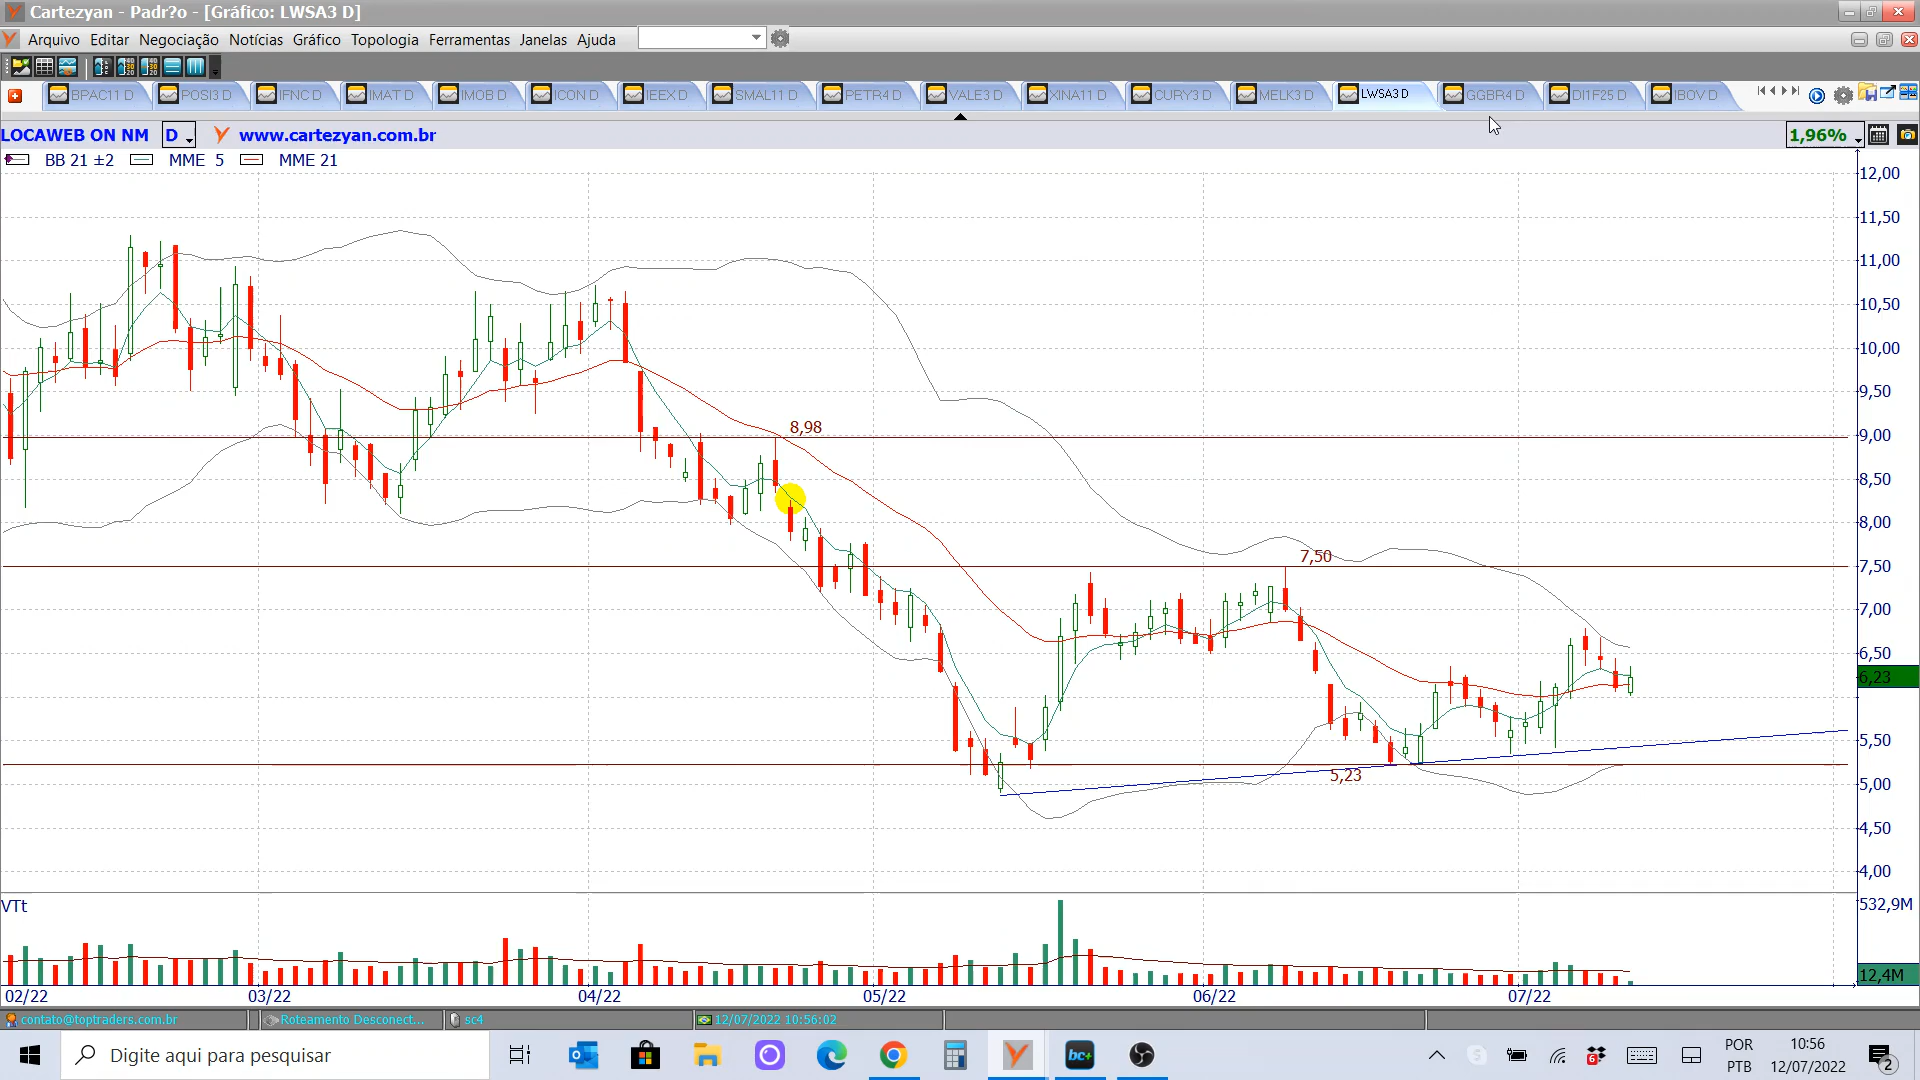 Cartezyan - Padr?o - [Gráfico: LWSA3 D]
Arquivo Editar Negociação Notícias Gráfico Topologia Ferramentas Janelas Ajuda
BPAC11 D POSI3 D IFNC D IMAT D IMOB D ICON D IEEX D SMAL11 D PETR4 D VALE3 D XINA11 D CURY3 D MELK3 D LWSA3 D GGBR4 D DI1F25 D IBOV D
LOCAWEB ON NM D www.cartezyan.com.br 1,96%
BB 21 ±2 MME 5 MME 21
12,00
11,50
11,00
10,50
10,00
9,50
8,98
9,00
8,50
8,00
7,50
7,50
7,00
6,50
6,23
5,50
5,23
5,00
4,50
4,00
VTt
532,9M
12,4M
02/22 03/22 04/22 05/22 06/22 07/22
contato@toptraders.com.br Roteamento Desconect... sc4 12/07/2022 10:56:02
Digite aqui para pesquisar
bc+
6
POR
PTB
10:56
12/07/2022
2